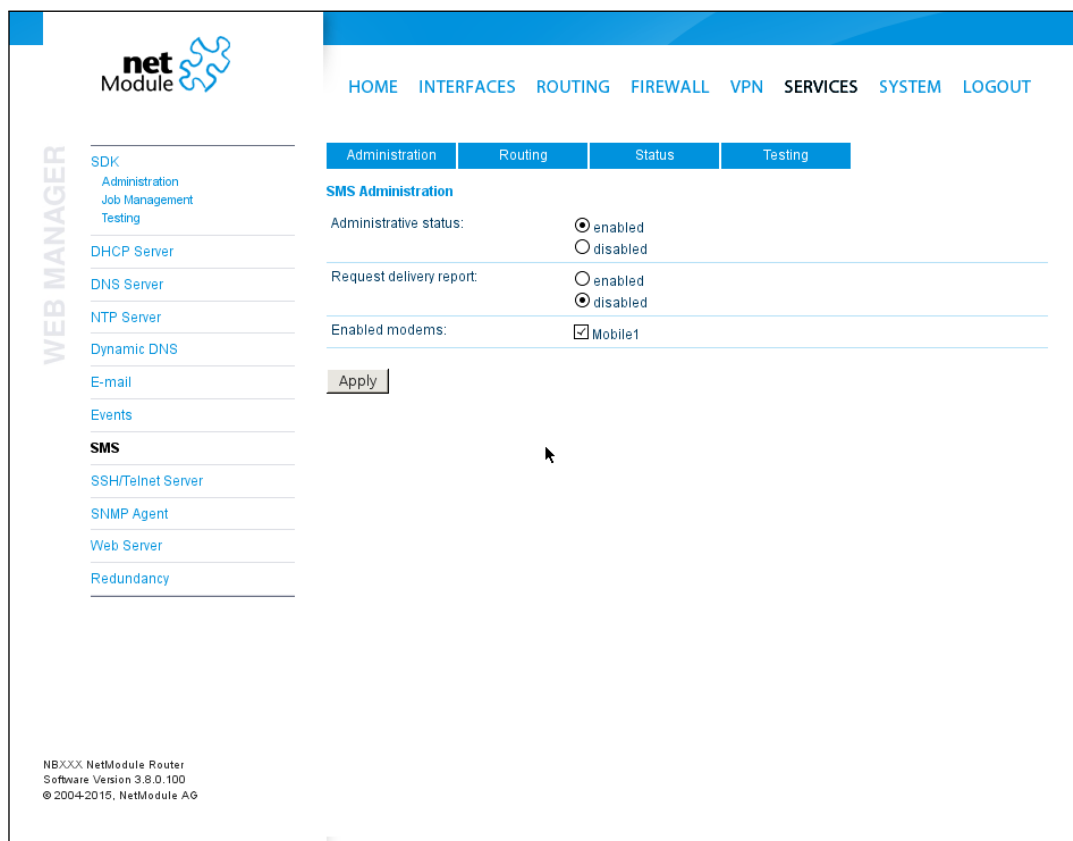 net
Module
HOME INTERFACES ROUTING FIREWALL VPN SERVICES SYSTEM LOGOUT
WEB MANAGER
SDK
Administration
Job Management
Testing
DHCP Server
DNS Server
NTP Server
Dynamic DNS
E-mail
Events
SMS
SSH/Telnet Server
SNMP Agent
Web Server
Redundancy
Administration Routing Status Testing
SMS Administration
Administrative status: enabled
disabled
Request delivery report: enabled
disabled
Enabled modems: Mobile1
Apply
NBXXX NetModule Router
Software Version 3.8.0.100
© 2004-2015, NetModule AG